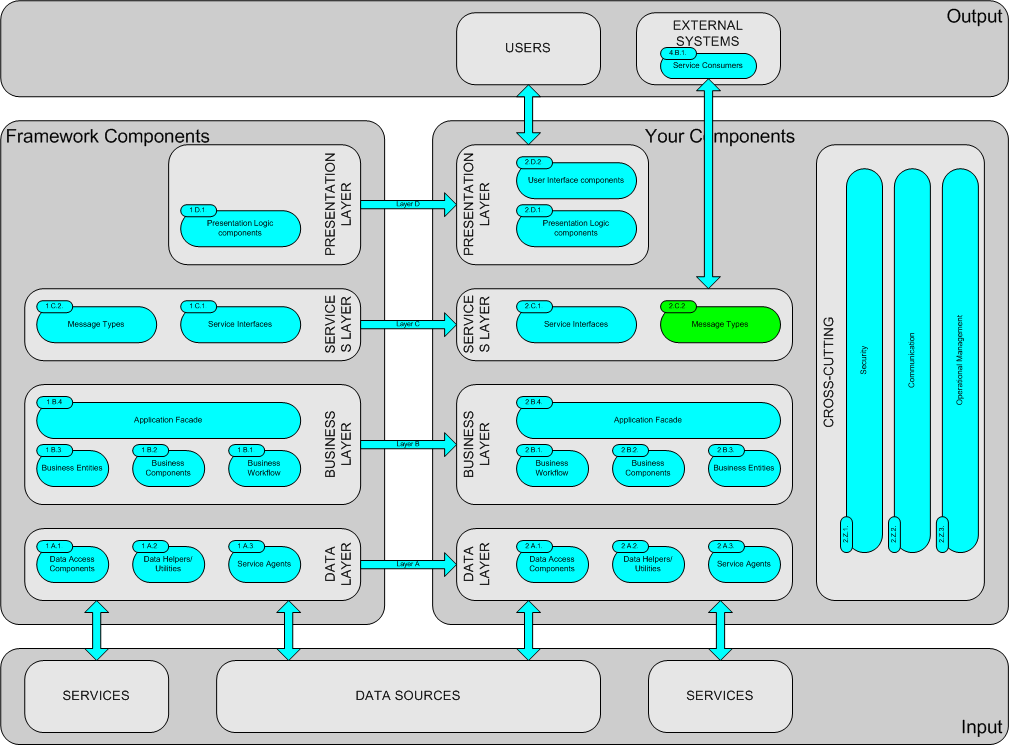 Output
USERS
EXTERNAL
SYSTEMS
4.B.1.
Service Consumers
Framework Components
PRESENTATION
LAYER
1.D.1
Presentation Logic
components
1.C.2.
Message Types
1.C.1
Service Interfaces
SERVICE
S LAYER
1.B.4
Application Facade
1.B.3
Business Entities
1.B.2
Business
Components
1.B.1
Business
Workflow
BUSINESS
LAYER
1.A.1
Data Access
Components
1.A.2
Data Helpers/
Utilities
1.A.3
Service Agents
DATA
LAYER
Layer D
Layer C
Layer B
Layer A
Your Components
PRESENTATION
LAYER
2.D.2
User Interface components
2.D.1
Presentation Logic
components
SERVICE
S LAYER
2.C.1
Service Interfaces
2.C.2.
Message Types
BUSINESS
LAYER
2.B.4.
Application Facade
2.B.1.
Business
Workflow
2.B.2.
Business
Components
2.B.3.
Business Entities
DATA
LAYER
2.A.1.
Data Access
Components
2.A.2.
Data Helpers/
Utilities
2.A.3.
Service Agents
CROSS-CUTTING
Security
2.Z.1.
Communication
2.Z.2.
Operational Management
2.Z.3.
SERVICES
DATA SOURCES
SERVICES
Input